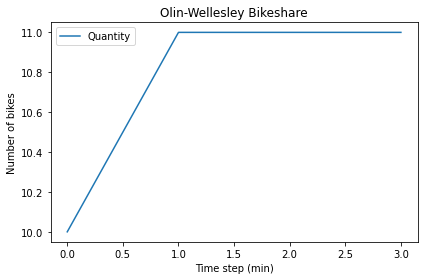 Olin-Wellesley Bikeshare
Quantity
Number of bikes
11.0
10.8
10.6
10.4
10.2
10.0
0.0 0.5 1.0 1.5 2.0 2.5 3.0
Time step (min)